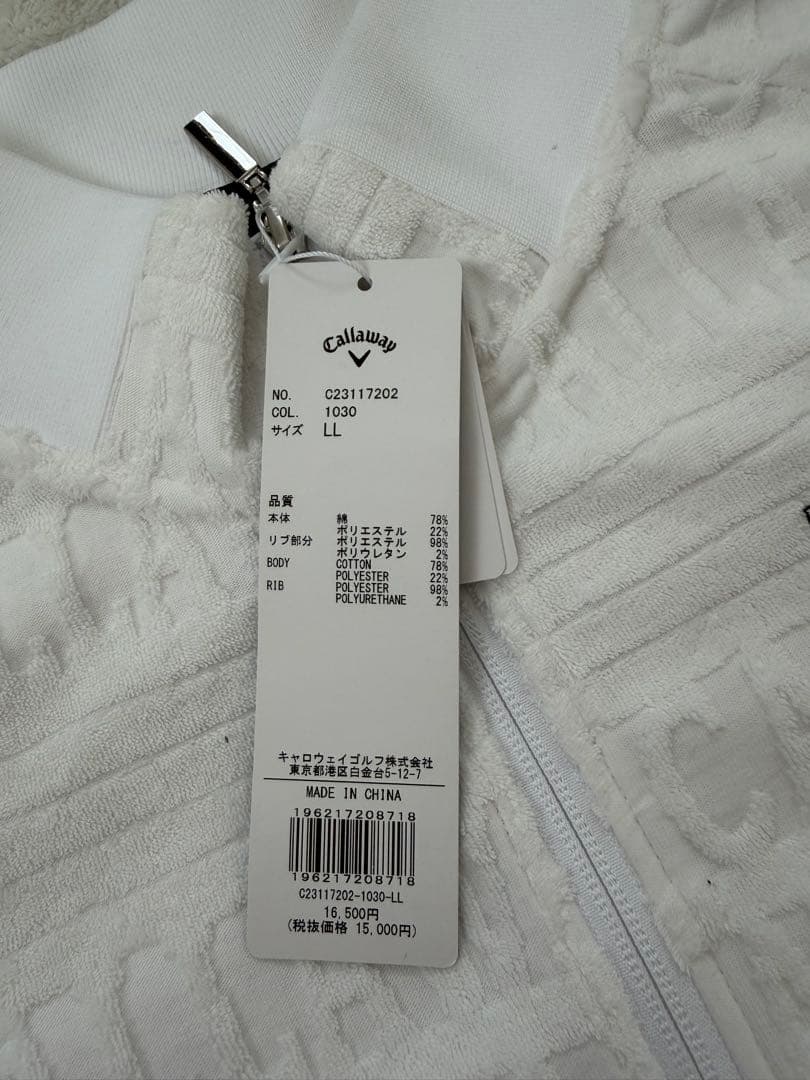 Callaway
NO. C23117202
COL. 1030
サイズ LL
品質
本体 綿 78%
ポリエステル 22%
リブ部分 ポリエステル 98%
ポリウレタン 2%
BODY COTTON 78%
POLYESTER 22%
RIB POLYESTER 98%
POLYURETHANE 2%
キャロウェイゴルフ株式会社
東京都港区白金台5-12-7
MADE IN CHINA
196217208718
196217208718
C23117202-1030-LL
16,500円
(税抜価格 15,000円)